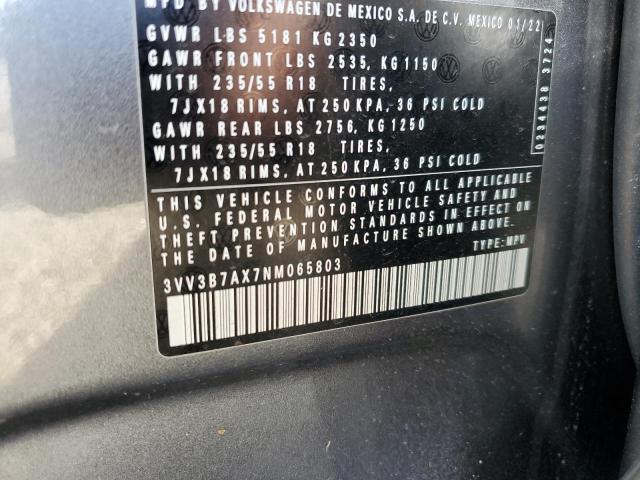 MFD. BY VOLKSWAGEN DE MEXICO S.A. DE C.V. MEXICO 01/22
GVWR LBS 5181 KG 2350
GAWR FRONT LBS 2535, KG 1150
WITH 235/55 R18 TIRES,
7JX18 RIMS, AT 250 KPA, 36 PSI COLD
GAWR REAR LBS 2756, KG 1250
WITH 235/55 R18 TIRES,
7JX18 RIMS, AT 250 KPA, 36 PSI COLD
THIS VEHICLE CONFORMS TO ALL APPLICABLE
U.S. FEDERAL MOTOR VEHICLE SAFETY AND
THEFT PREVENTION STANDARDS IN EFFECT ON
THE DATE OF MANUFACTURE SHOWN ABOVE.
3VV3B7AX7NM065803
TYPE: MPV
0234438